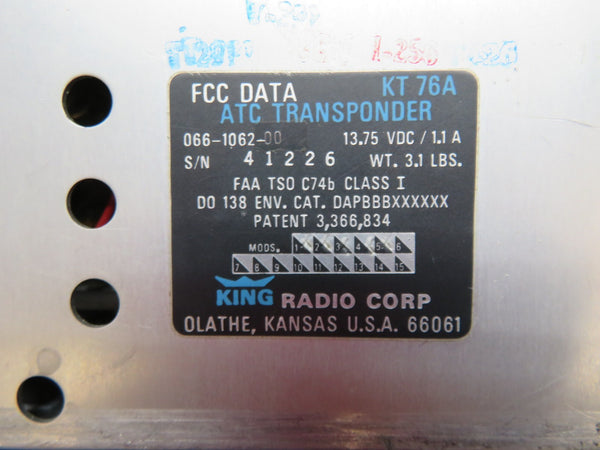 FCC DATA KT 76A
ATC TRANSPONDER
066-1062-00 13.75 VDC / 1.1 A
S/N 41226 WT. 3.1 LBS.
FAA TSO C74b CLASS I
DO 138 ENV. CAT. DAPBBBXXXXXX
PATENT 3,366,834
MODS. 1 2 3 4 5 6
7 8 9 10 11 12 13 14 15
KING RADIO CORP
OLATHE, KANSAS U.S.A. 66061